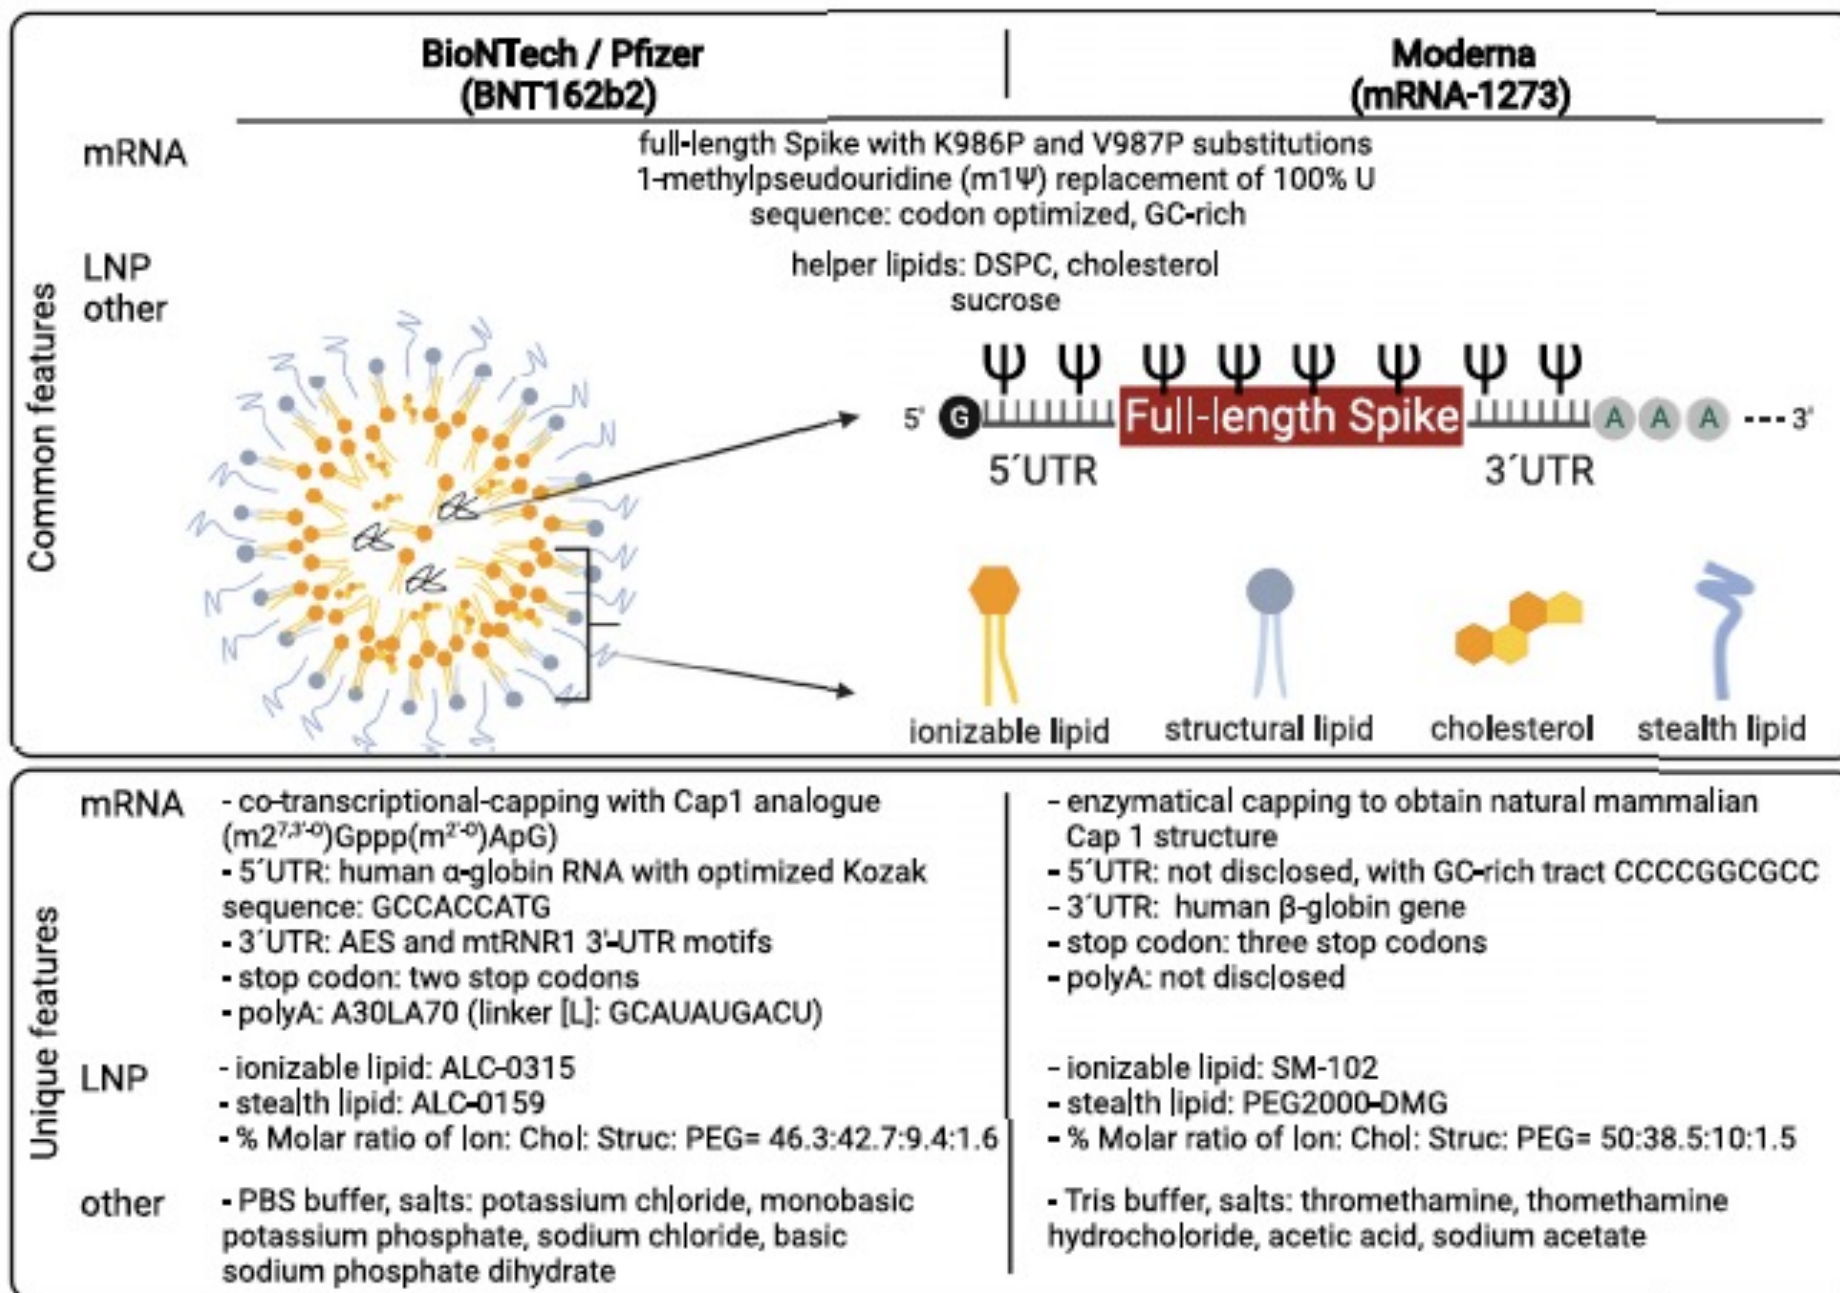 BioNTech / Pfizer
(BNT162b2)
Moderna
(mRNA-1273)
Common features
mRNA
full-length Spike with K986P and V987P substitutions
1-methylpseudouridine (m1Ψ) replacement of 100% U
sequence: codon optimized, GC-rich
LNP
helper lipids: DSPC, cholesterol
other
sucrose
Ψ Ψ Ψ Ψ Ψ Ψ Ψ Ψ
5' G Full-length Spike A A A ---3'
5´UTR
3´UTR
ionizable lipid
structural lipid
cholesterol
stealth lipid
Unique features
mRNA
- co-transcriptional-capping with Cap1 analogue
(m2⁷,³'⁻ᴼ)Gppp(m²'⁻ᴼ)ApG)
- 5´UTR: human α-globin RNA with optimized Kozak
sequence: GCCACCATG
- 3´UTR: AES and mtRNR1 3'-UTR motifs
- stop codon: two stop codons
- polyA: A30LA70 (linker [L]: GCAUAUGACU)
- enzymatical capping to obtain natural mammalian
Cap 1 structure
- 5´UTR: not disclosed, with GC-rich tract CCCCGGCGCC
- 3´UTR: human β-globin gene
- stop codon: three stop codons
- polyA: not disclosed
LNP
- ionizable lipid: ALC-0315
- stealth lipid: ALC-0159
- % Molar ratio of Ion: Chol: Struc: PEG= 46.3:42.7:9.4:1.6
- ionizable lipid: SM-102
- stealth lipid: PEG2000-DMG
- % Molar ratio of Ion: Chol: Struc: PEG= 50:38.5:10:1.5
other
- PBS buffer, salts: potassium chloride, monobasic
potassium phosphate, sodium chloride, basic
sodium phosphate dihydrate
- Tris buffer, salts: thromethamine, thomethamine
hydrocholoride, acetic acid, sodium acetate